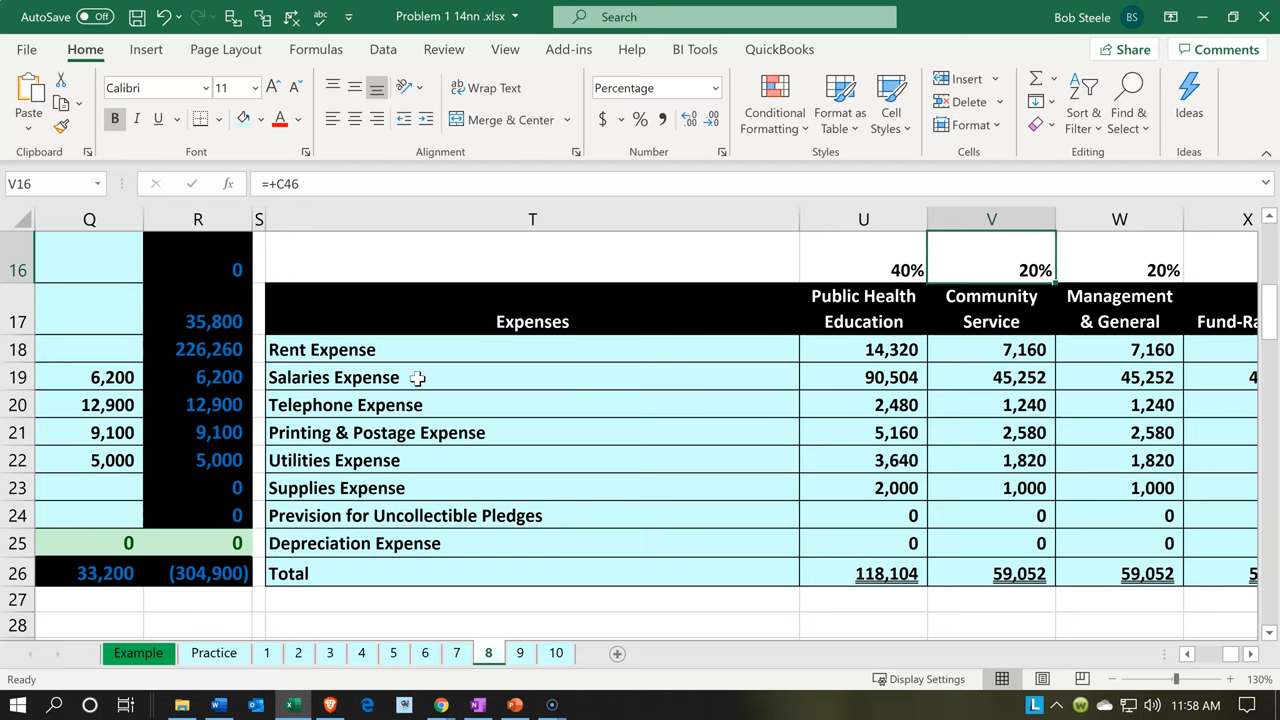 AutoSave Off Problem 1 14nn .xlsx Search Bob Steele BS
File Home Insert Page Layout Formulas Data Review View Add-ins Help BI Tools QuickBooks Share Comments
Calibri 11 Wrap Text Percentage Insert
Paste B I U Merge & Center $ % Conditional Formatting Format as Table Cell Styles Delete Format Sort & Filter Find & Select Ideas
Clipboard Font Alignment Number Styles Cells Editing Ideas
V16 fx =+C46
Q R S T U V W X
16 0 40% 20% 20%
17 35,800 Expenses Public Health Education Community Service Management & General Fund-Ra
18 226,260 Rent Expense 14,320 7,160 7,160
19 6,200 6,200 Salaries Expense 90,504 45,252 45,252 4
20 12,900 12,900 Telephone Expense 2,480 1,240 1,240
21 9,100 9,100 Printing & Postage Expense 5,160 2,580 2,580
22 5,000 5,000 Utilities Expense 3,640 1,820 1,820
23 0 Supplies Expense 2,000 1,000 1,000
24 0 Prevision for Uncollectible Pledges 0 0 0
25 0 0 Depreciation Expense 0 0 0
26 33,200 (304,900) Total 118,104 59,052 59,052 5
27
28
Example Practice 1 2 3 4 5 6 7 8 9 10
Ready Display Settings 130%
11:58 AM